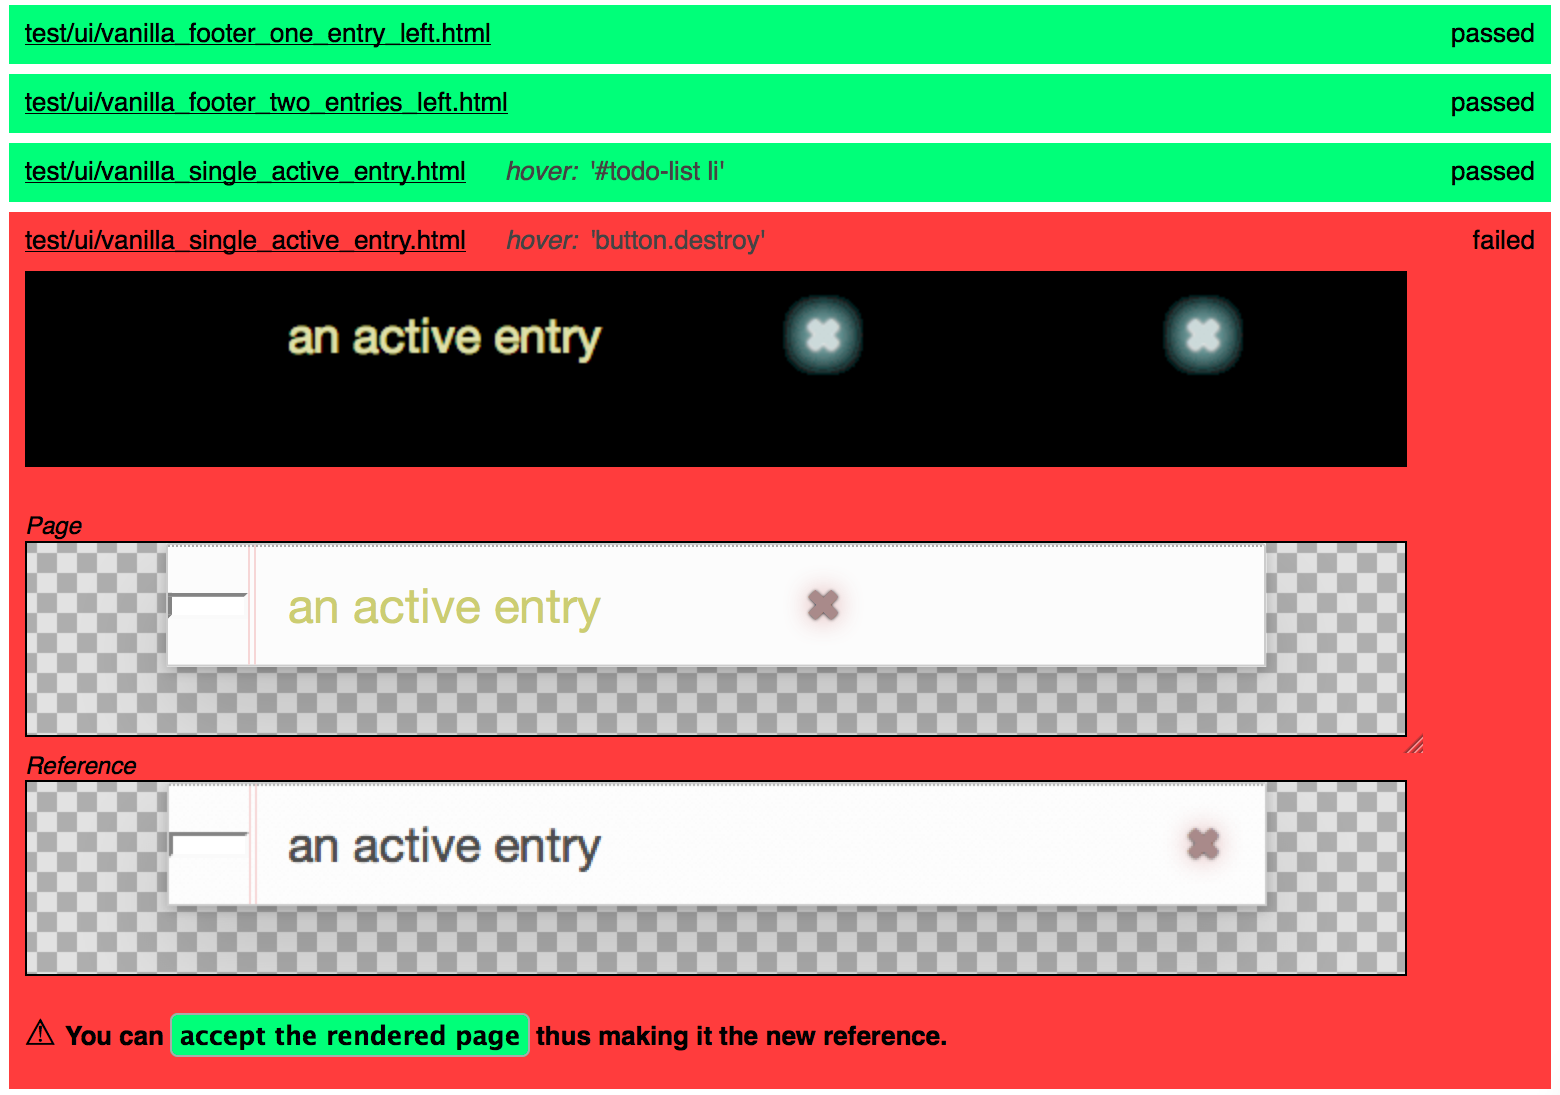 test/ui/vanilla_footer_one_entry_left.html passed
test/ui/vanilla_footer_two_entries_left.html passed
test/ui/vanilla_single_active_entry.html hover: '#todo-list li' passed
test/ui/vanilla_single_active_entry.html hover: 'button.destroy' failed
an active entry ✖ ✖
Page
an active entry ✖
Reference
an active entry ✖
⚠ You can accept the rendered page thus making it the new reference.